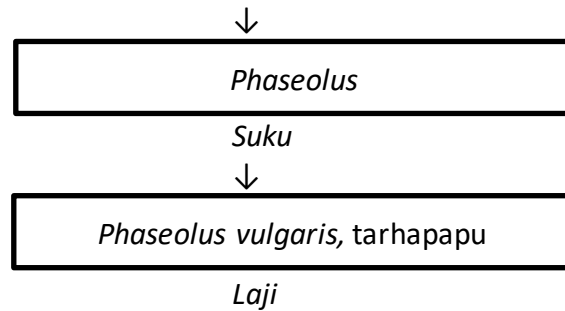 ↓
Phaseolus
Suku
↓
Phaseolus vulgaris, tarhapapu
Laji